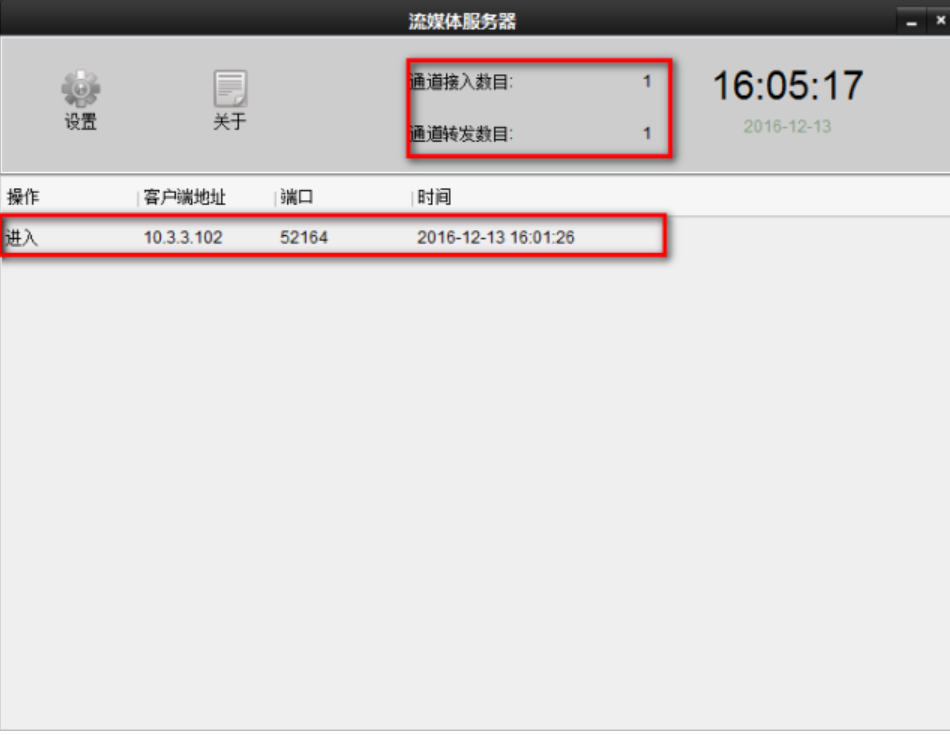 流媒体服务器
设置
关于
通道接入数目: 1
通道转发数目: 1
16:05:17
2016-12-13
操作 客户端地址 端口 时间
进入 10.3.3.102 52164 2016-12-13 16:01:26